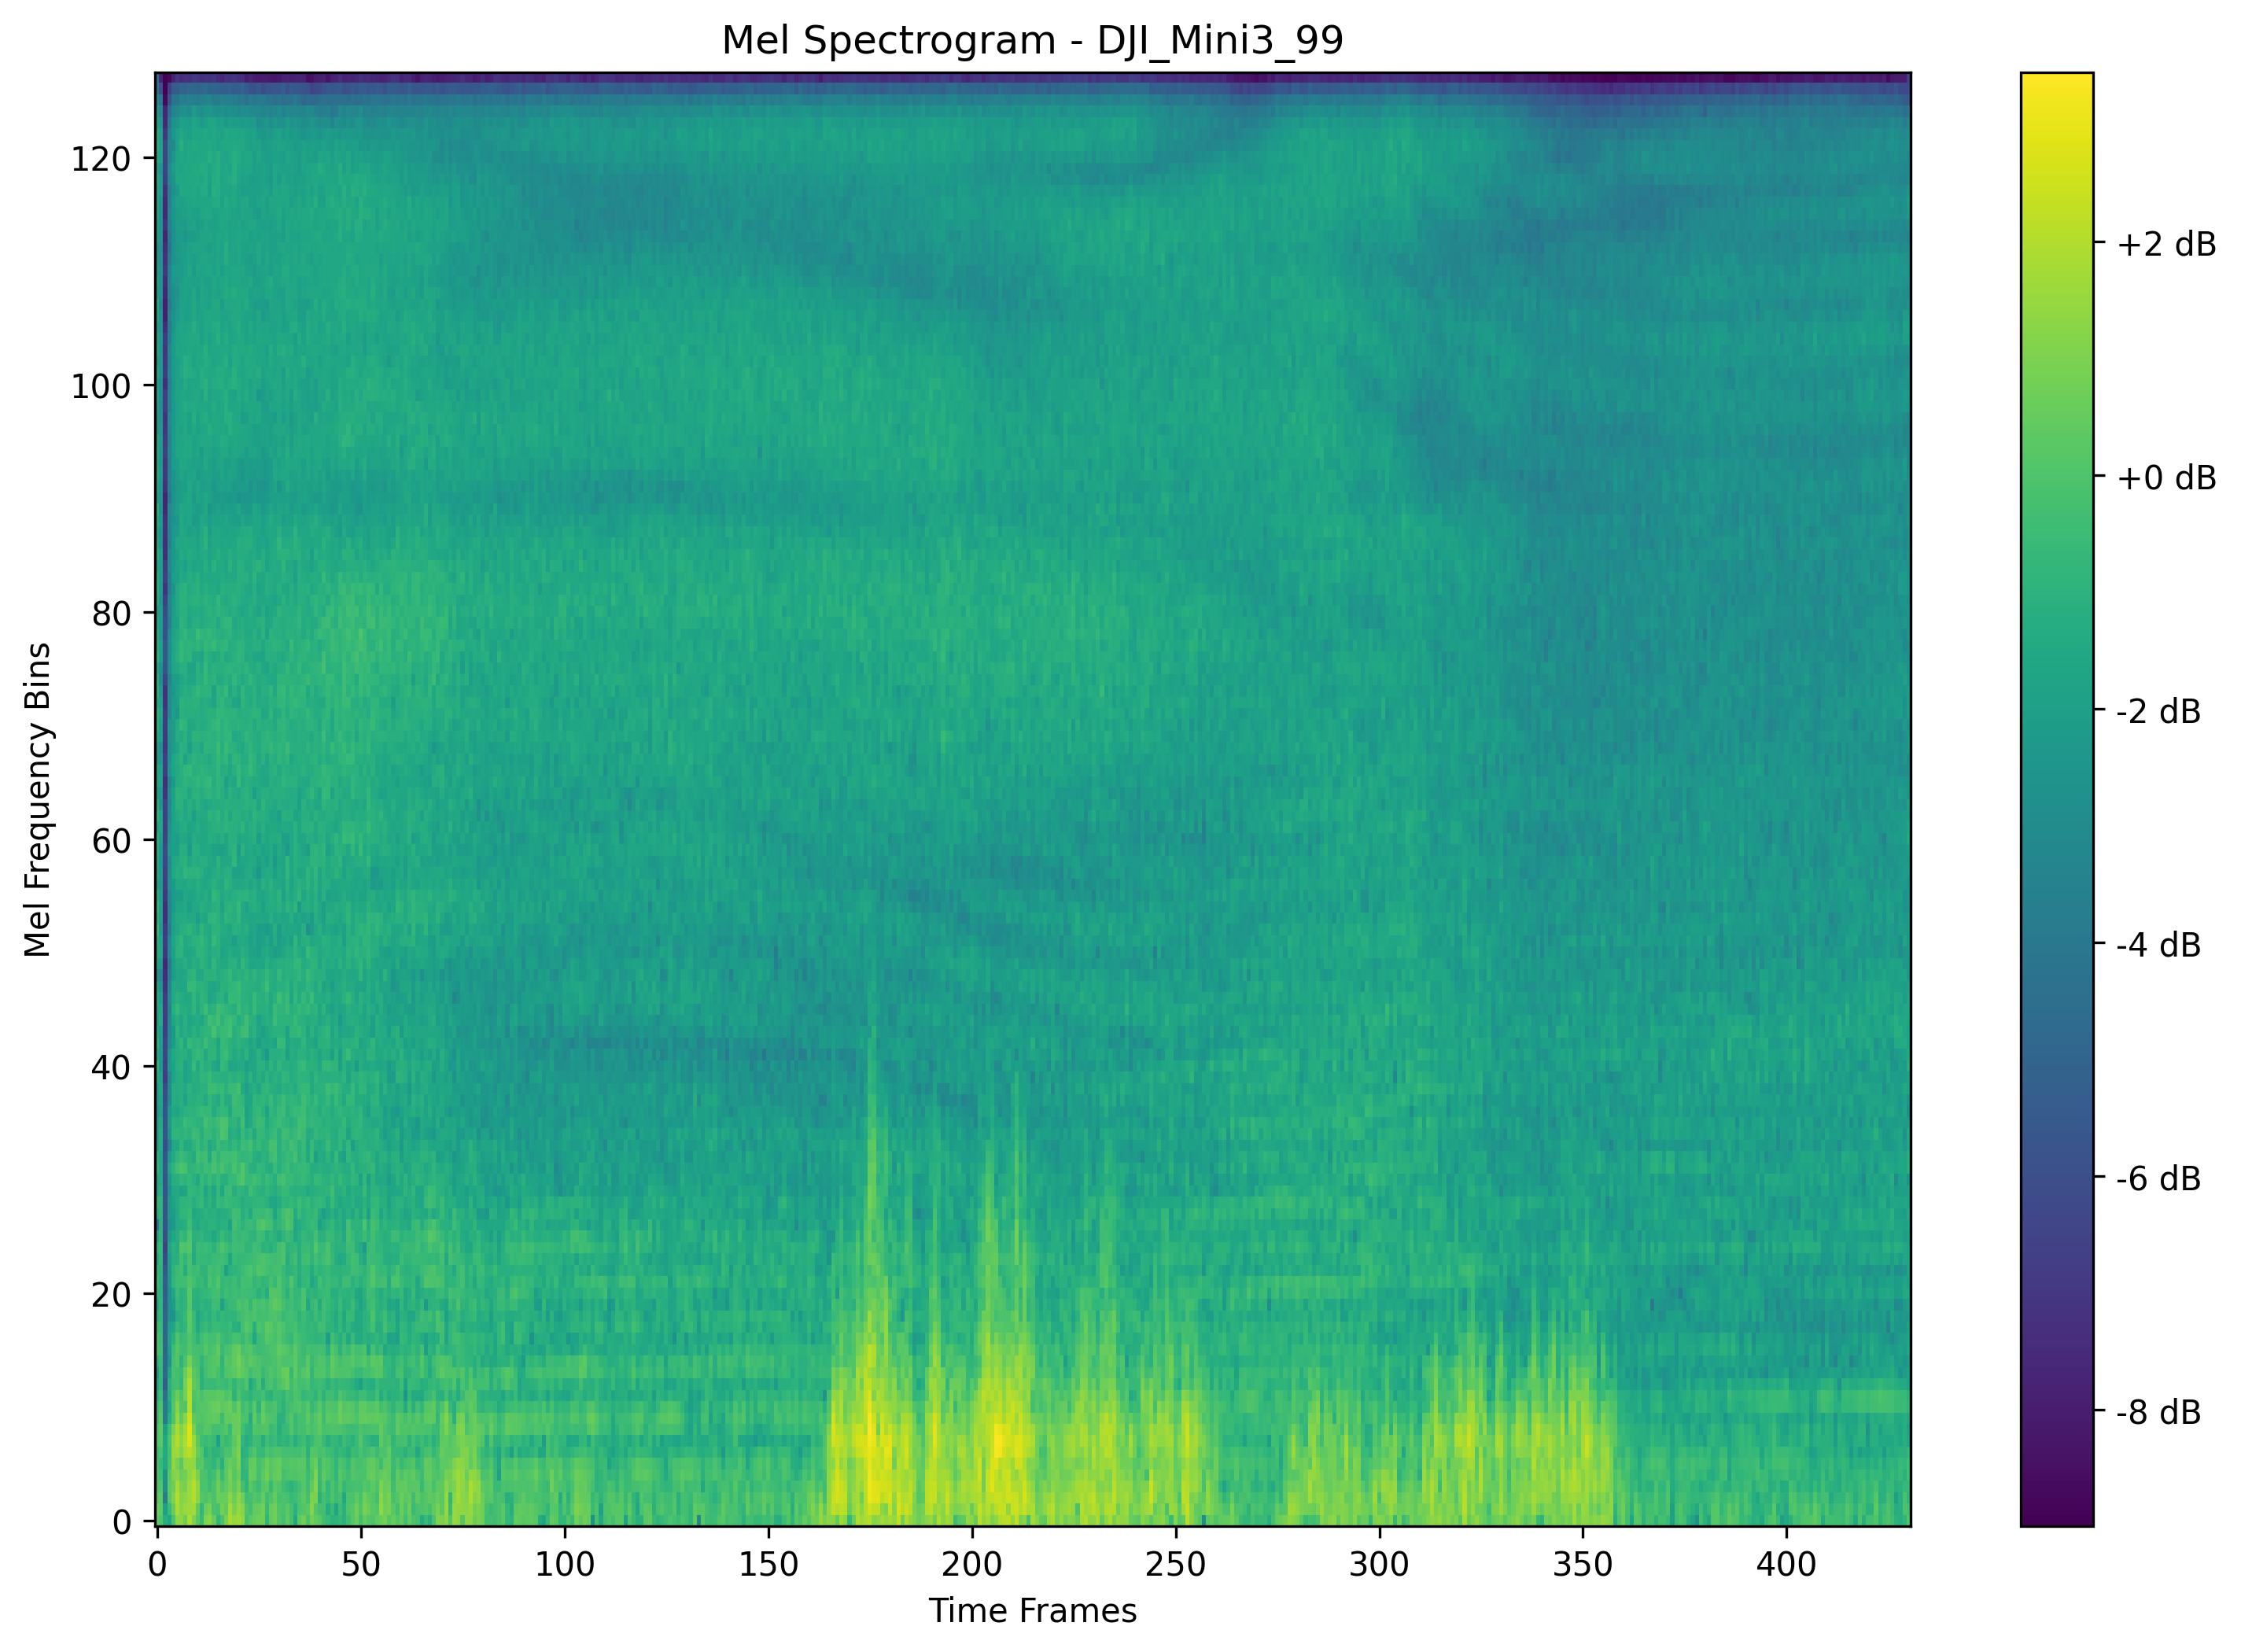 Mel Spectrogram - DJI_Mini3_99
Mel Frequency Bins
120
100
80
60
40
20
0
0 50 100 150 200 250 300 350 400
Time Frames
+2 dB
+0 dB
-2 dB
-4 dB
-6 dB
-8 dB